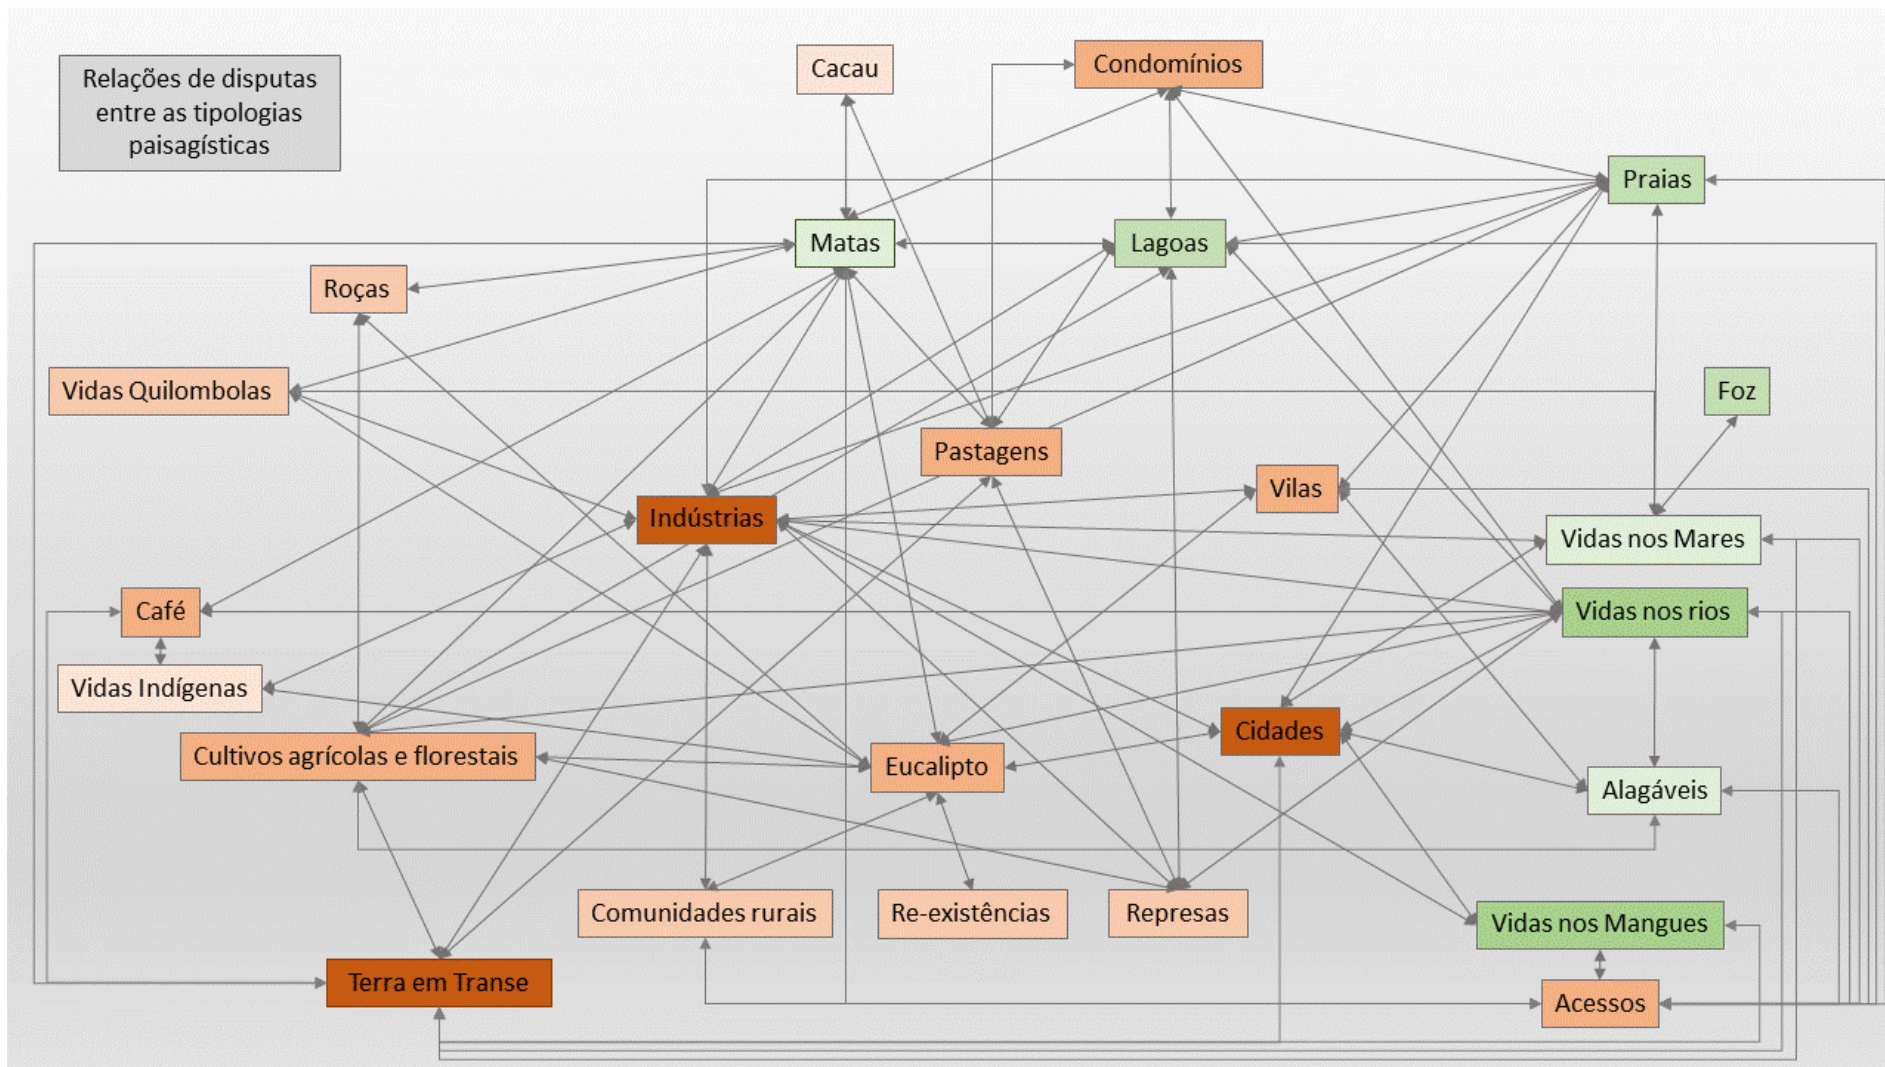 Relações de disputas
entre as tipologias
paisagísticas
Cacau
Condomínios
Praias
Matas
Lagoas
Roças
Vidas Quilombolas
Foz
Pastagens
Vilas
Indústrias
Vidas nos Mares
Café
Vidas nos rios
Vidas Indígenas
Cidades
Cultivos agrícolas e florestais
Eucalipto
Alagáveis
Comunidades rurais
Re-existências
Represas
Vidas nos Mangues
Terra em Transe
Acessos